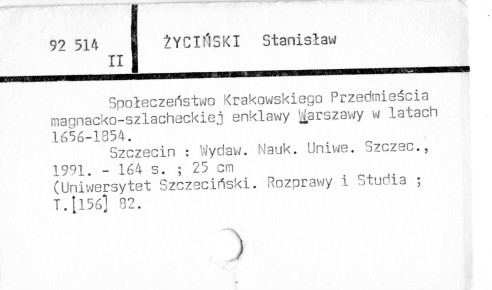 92 514
II
ŻYCIŃSKI Stanisław
Społeczeństwo Krakowskiego Przedmieścia
magnacko-szlacheckiej enklawy Warszawy w latach
1656-1854.
Szczecin : Wydaw. Nauk. Uniwe. Szczec.,
1991. - 164 s. ; 25 cm
(Uniwersytet Szczeciński. Rozprawy i Studia ;
T.[156] 82.